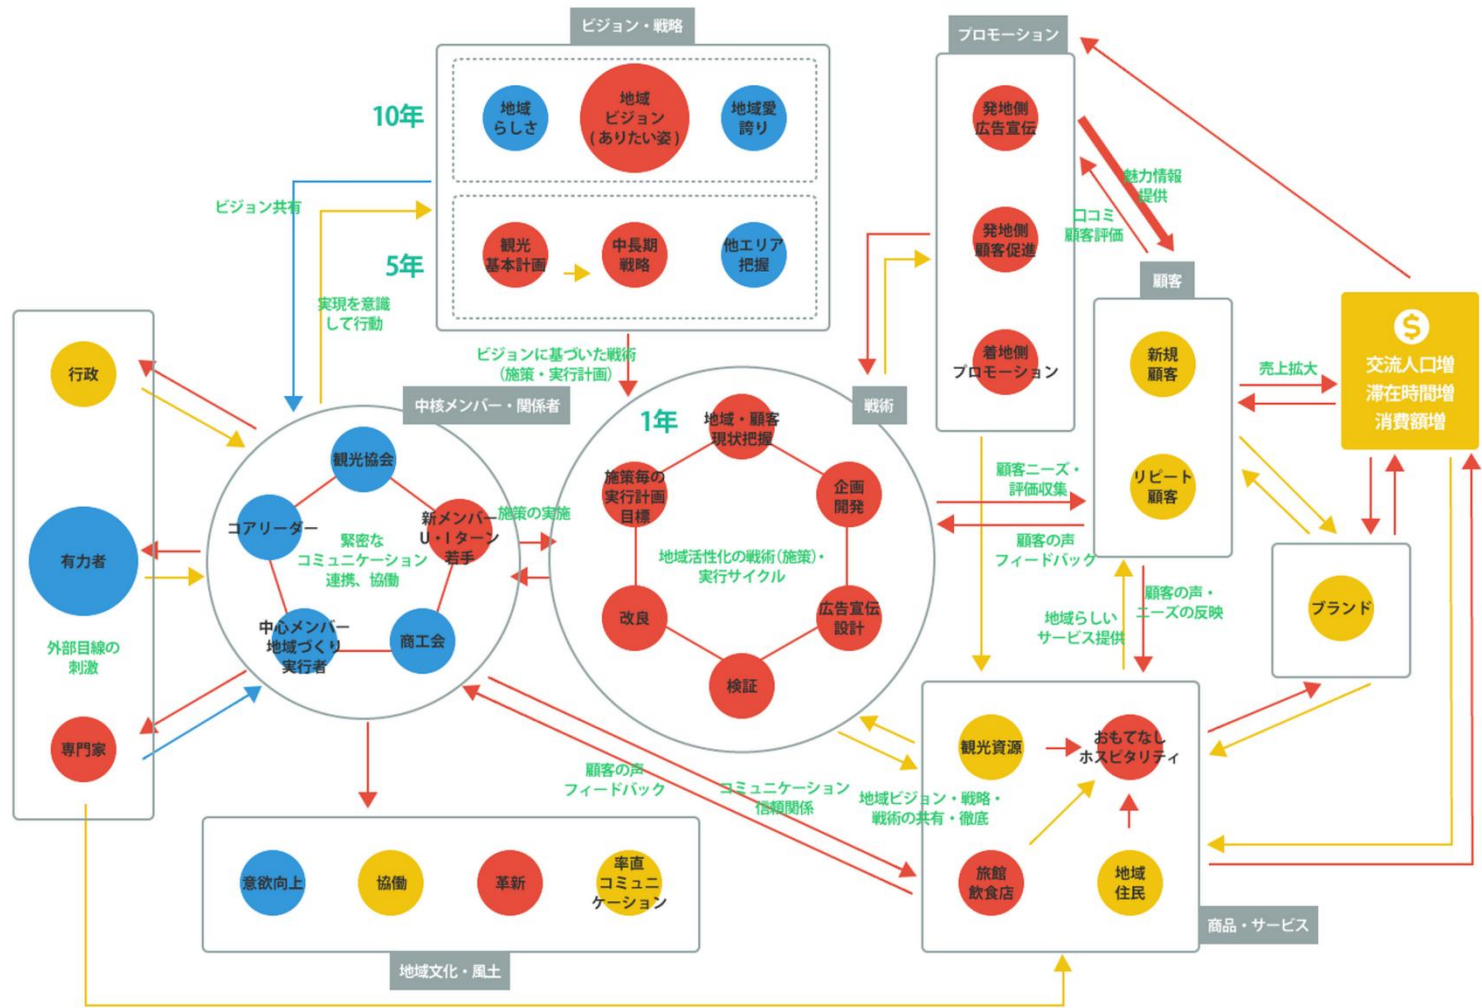 ビジョン・戦略
10年
地域
らしさ
地域
ビジョン
(ありたい姿)
地域愛
誇り
5年
観光
基本計画
中長期
戦略
他エリア
把握
ビジョン共有
実現を意識
して行動
ビジョンに基づいた戦術
(施策・実行計画)
プロモーション
発地側
広告宣伝
発地側
顧客促進
着地側
プロモーション
魅力情報
提供
口コミ
顧客評価
顧客
新規
顧客
リピート
顧客
売上拡大
$
交流人口増
滞在時間増
消費額増
行政
有力者
外部目線の
刺激
専門家
中核メンバー・関係者
観光協会
コアリーダー
新メンバー
U・Iターン
若手
緊密な
コミュニケーション
連携、協働
中心メンバー
地域づくり
実行者
商工会
施策の実施
戦術
1年
地域・顧客
現状把握
施策毎の
実行計画
目標
企画
開発
地域活性化の戦術(施策)・
実行サイクル
改良
広告宣伝
設計
検証
顧客ニーズ・
評価収集
顧客の声
フィードバック
地域らしい
サービス提供
顧客の声・
ニーズの反映
ブランド
顧客の声
フィードバック
コミュニケーション
信頼関係
地域ビジョン・戦略・
戦術の共有・徹底
観光資源
おもてなし
ホスピタリティ
旅館
飲食店
地域
住民
商品・サービス
意欲向上
協働
革新
率直
コミュニ
ケーション
地域文化・風土